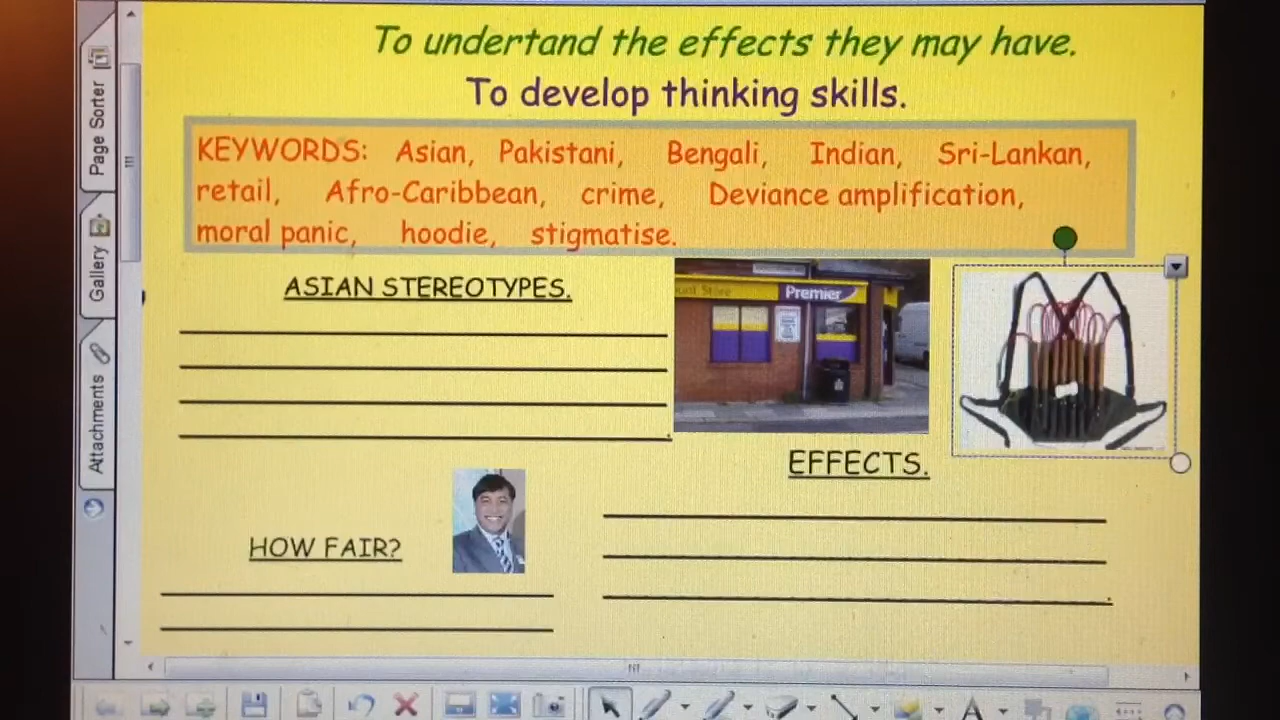 To undertand the effects they may have.
To develop thinking skills.
KEYWORDS: Asian, Pakistani, Bengali, Indian, Sri-Lankan,
retail, Afro-Caribbean, crime, Deviance amplification,
moral panic, hoodie, stigmatise.
ASIAN STEREOTYPES.
Premier
EFFECTS.
HOW FAIR?
Page Sorter
Gallery
Attachments